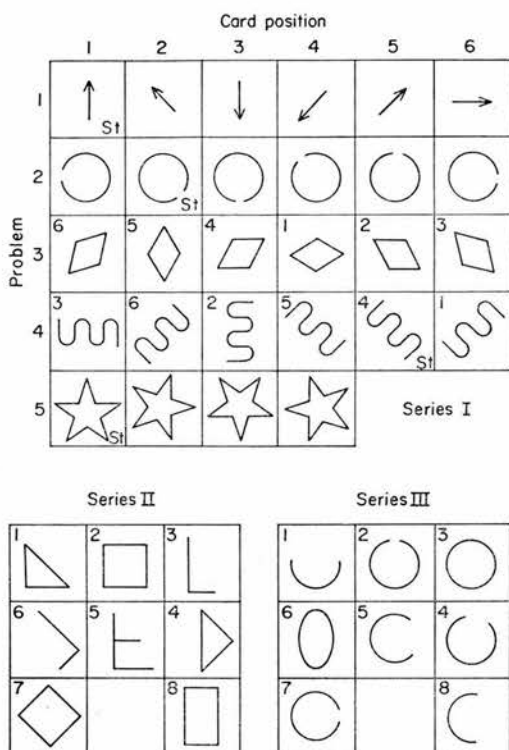 Card position
1 2 3 4 5 6
Problem
1
St
2
St
3
6 5 4 1 2 3
4
3 6 2 5 4 1
St
5
St
Series I
Series II
Series III
1 2 3
6 5 4
7 8
1 2 3
6 5 4
7 8